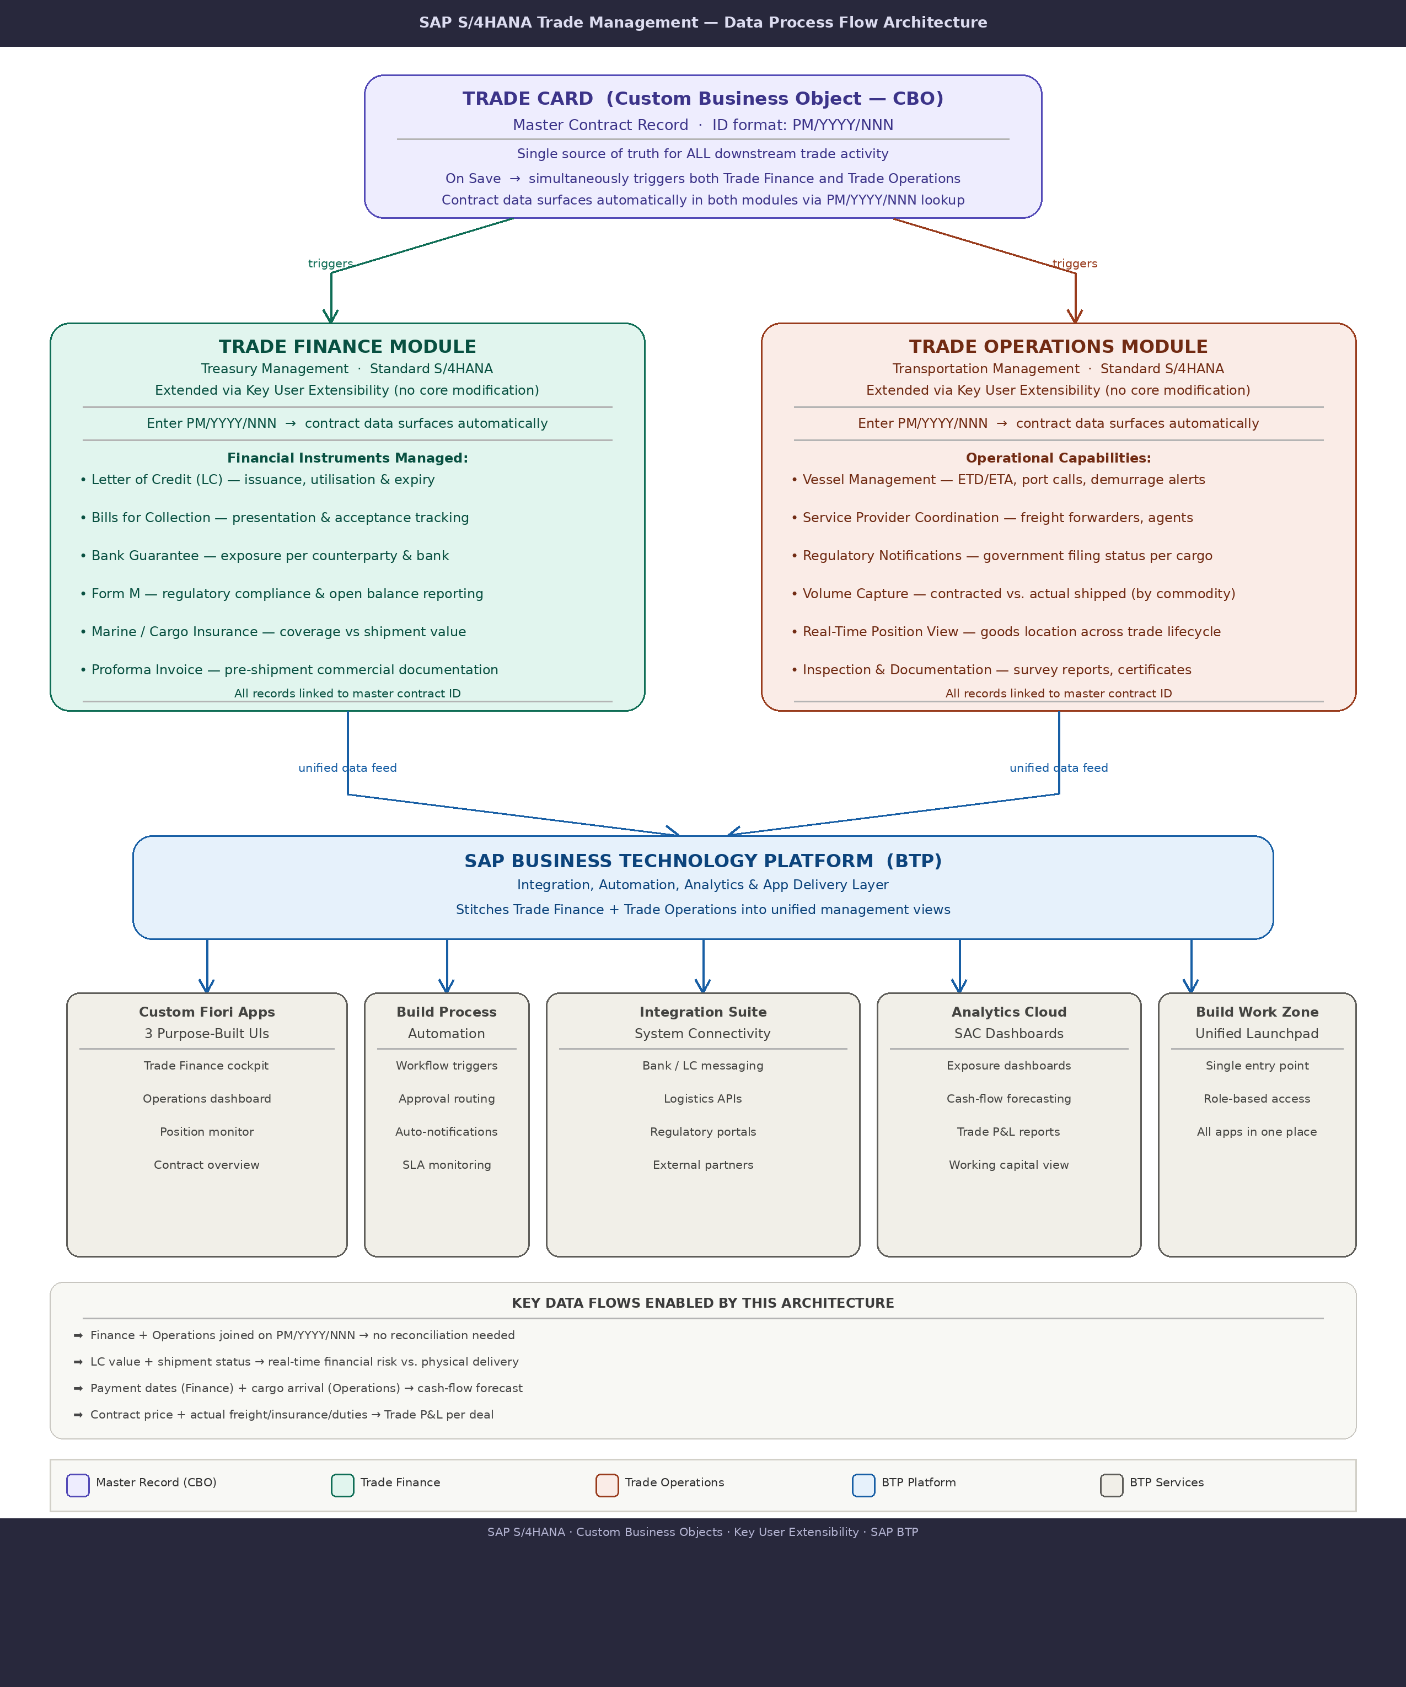 SAP S/4HANA Trade Management — Data Process Flow Architecture
TRADE CARD  (Custom Business Object — CBO)
Master Contract Record  ·  ID format: PM/YYYY/NNN
Single source of truth for ALL downstream trade activity
On Save  →  simultaneously triggers both Trade Finance and Trade Operations
Contract data surfaces automatically in both modules via PM/YYYY/NNN lookup
triggers
triggers
TRADE FINANCE MODULE
Treasury Management  ·  Standard S/4HANA
Extended via Key User Extensibility (no core modification)
Enter PM/YYYY/NNN  →  contract data surfaces automatically
Financial Instruments Managed:
• Letter of Credit (LC) — issuance, utilisation & expiry
• Bills for Collection — presentation & acceptance tracking
• Bank Guarantee — exposure per counterparty & bank
• Form M — regulatory compliance & open balance reporting
• Marine / Cargo Insurance — coverage vs shipment value
• Proforma Invoice — pre-shipment commercial documentation
All records linked to master contract ID
TRADE OPERATIONS MODULE
Transportation Management  ·  Standard S/4HANA
Extended via Key User Extensibility (no core modification)
Enter PM/YYYY/NNN  →  contract data surfaces automatically
Operational Capabilities:
• Vessel Management — ETD/ETA, port calls, demurrage alerts
• Service Provider Coordination — freight forwarders, agents
• Regulatory Notifications — government filing status per cargo
• Volume Capture — contracted vs. actual shipped (by commodity)
• Real-Time Position View — goods location across trade lifecycle
• Inspection & Documentation — survey reports, certificates
All records linked to master contract ID
unified data feed
unified data feed
SAP BUSINESS TECHNOLOGY PLATFORM  (BTP)
Integration, Automation, Analytics & App Delivery Layer
Stitches Trade Finance + Trade Operations into unified management views
Custom Fiori Apps
3 Purpose-Built UIs
Trade Finance cockpit
Operations dashboard
Position monitor
Contract overview
Build Process
Automation
Workflow triggers
Approval routing
Auto-notifications
SLA monitoring
Integration Suite
System Connectivity
Bank / LC messaging
Logistics APIs
Regulatory portals
External partners
Analytics Cloud
SAC Dashboards
Exposure dashboards
Cash-flow forecasting
Trade P&L reports
Working capital view
Build Work Zone
Unified Launchpad
Single entry point
Role-based access
All apps in one place
KEY DATA FLOWS ENABLED BY THIS ARCHITECTURE
➡ Finance + Operations joined on PM/YYYY/NNN → no reconciliation needed
➡ LC value + shipment status → real-time financial risk vs. physical delivery
➡ Payment dates (Finance) + cargo arrival (Operations) → cash-flow forecast
➡ Contract price + actual freight/insurance/duties → Trade P&L per deal
Master Record (CBO)
Trade Finance
Trade Operations
BTP Platform
BTP Services
SAP S/4HANA · Custom Business Objects · Key User Extensibility · SAP BTP